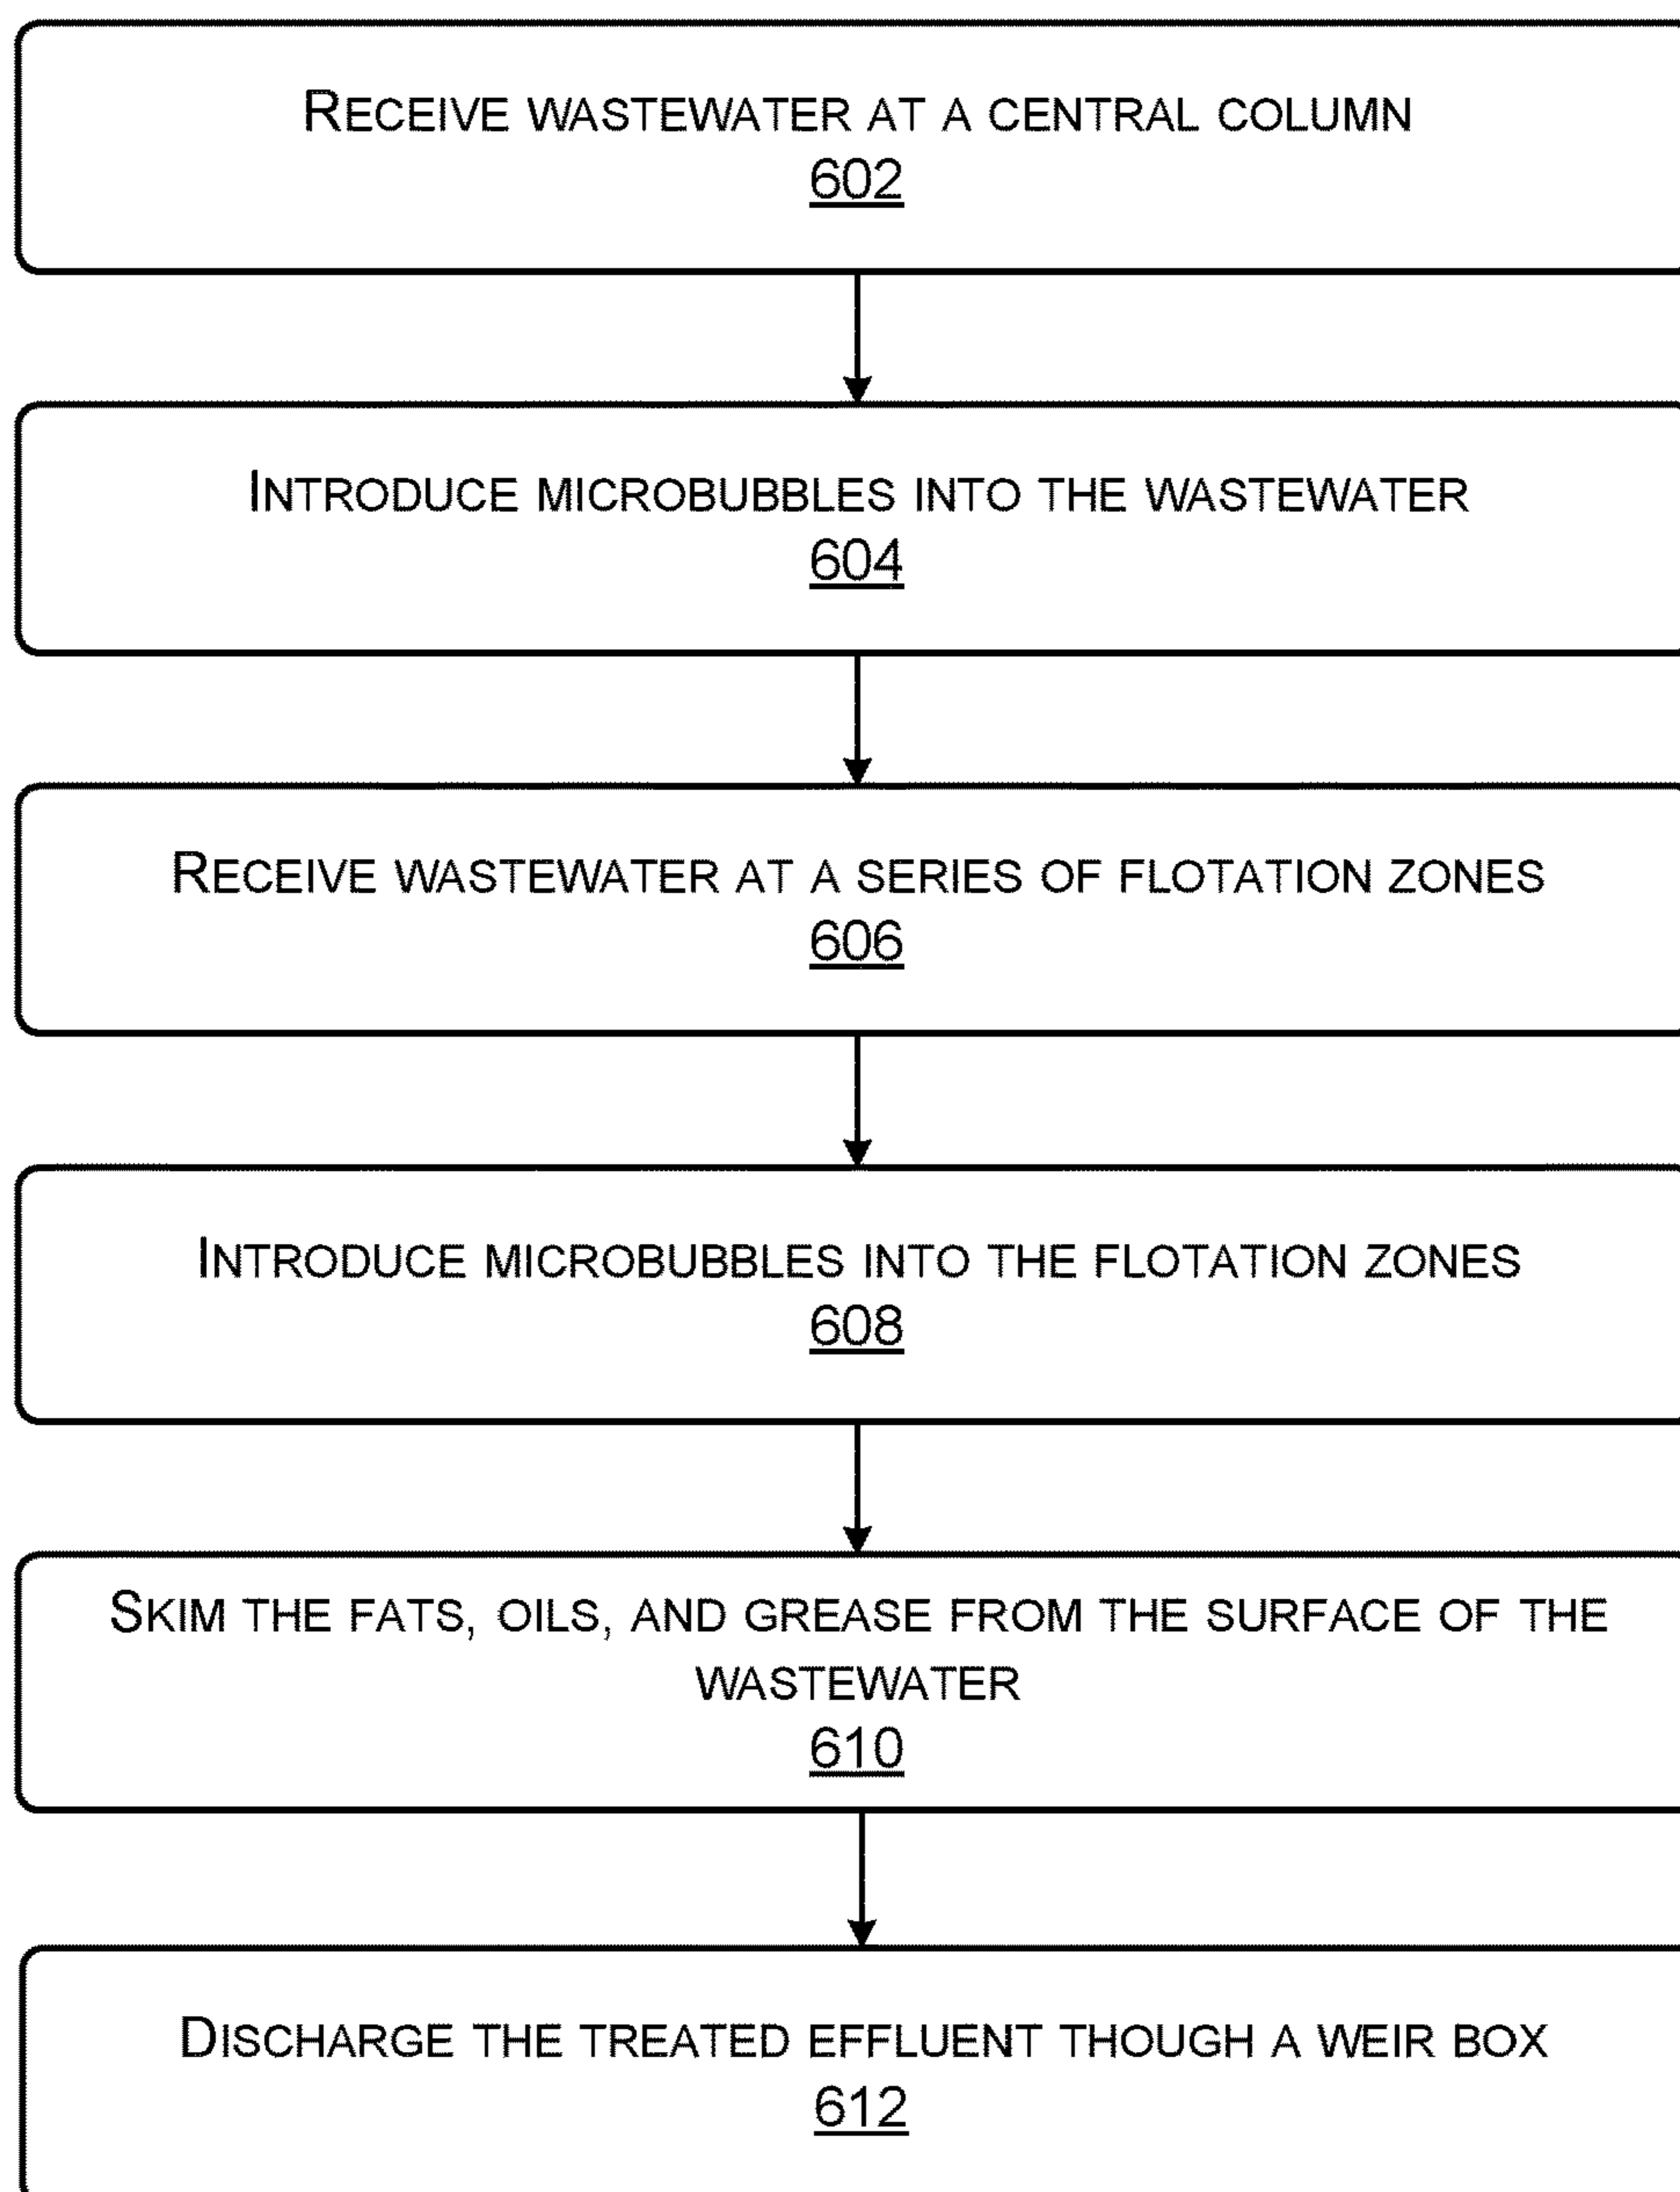 RECEIVE WASTEWATER AT A CENTRAL COLUMN
602
INTRODUCE MICROBUBBLES INTO THE WASTEWATER
604
RECEIVE WASTEWATER AT A SERIES OF FLOTATION ZONES
606
INTRODUCE MICROBUBBLES INTO THE FLOTATION ZONES
608
SKIM THE FATS, OILS, AND GREASE FROM THE SURFACE OF THE
WASTEWATER
610
DISCHARGE THE TREATED EFFLUENT THOUGH A WEIR BOX
612